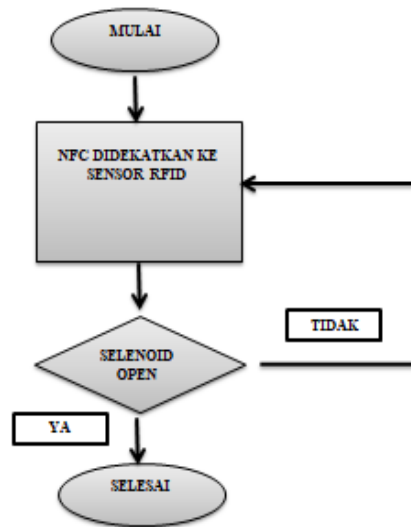 MULAI
NFC DIDEKATKAN KE
SENSOR RFID
SELENOID
OPEN
TIDAK
YA
SELESAI